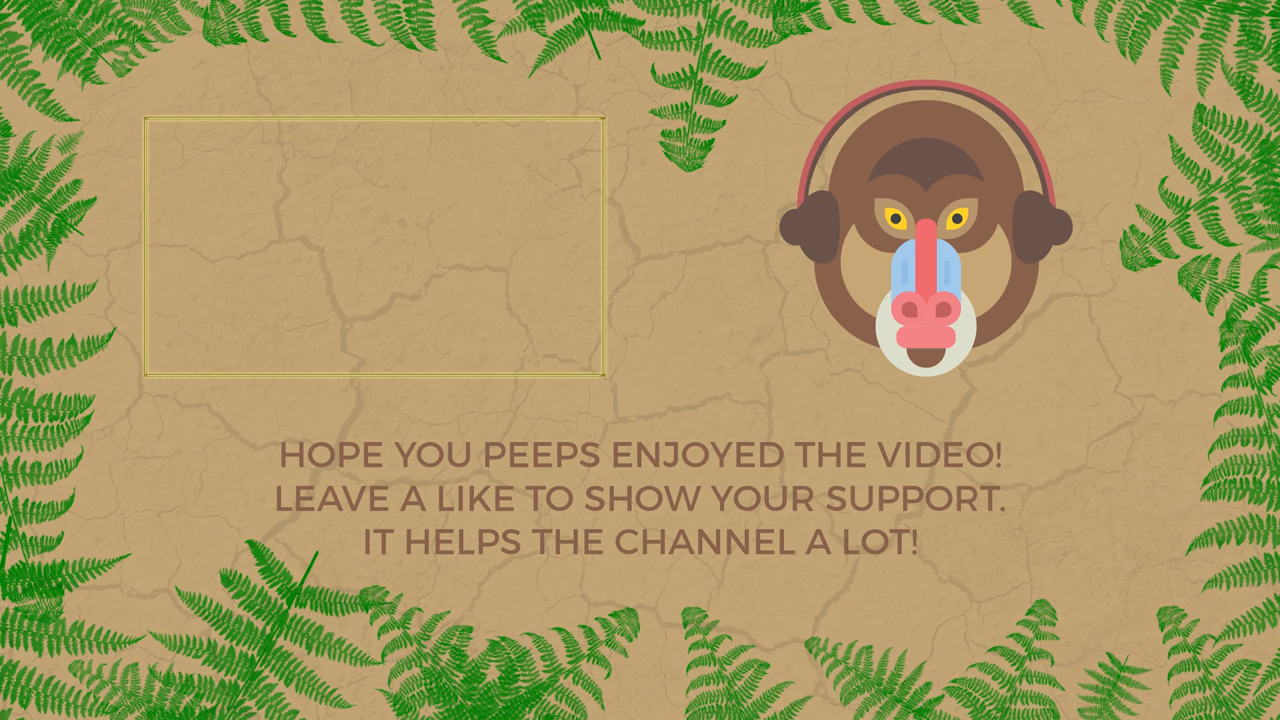 HOPE YOU PEEPS ENJOYED THE VIDEO!
LEAVE A LIKE TO SHOW YOUR SUPPORT.
IT HELPS THE CHANNEL A LOT!